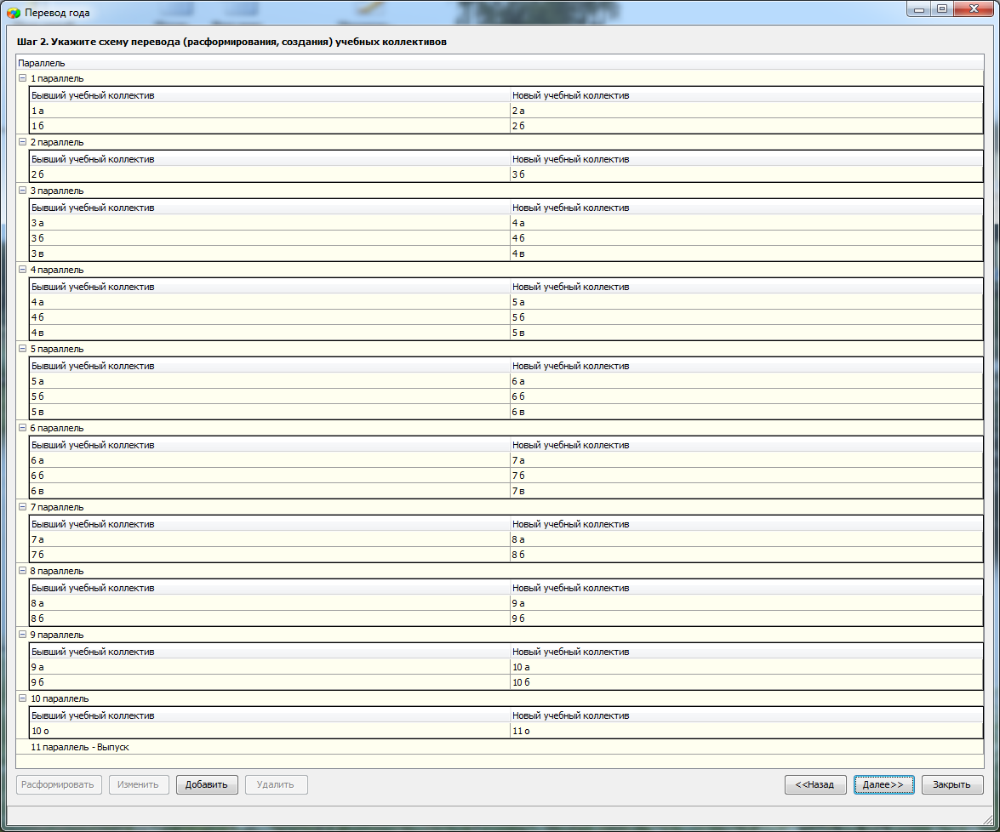 Перевод года
Шаг 2. Укажите схему перевода (расформирования, создания) учебных коллективов
Параллель
1 параллель
Бывший учебный коллектив Новый учебный коллектив
1 а 2 а
1 б 2 б
2 параллель
Бывший учебный коллектив Новый учебный коллектив
2 б 3 б
3 параллель
Бывший учебный коллектив Новый учебный коллектив
3 а 4 а
3 б 4 б
3 в 4 в
4 параллель
Бывший учебный коллектив Новый учебный коллектив
4 а 5 а
4 б 5 б
4 в 5 в
5 параллель
Бывший учебный коллектив Новый учебный коллектив
5 а 6 а
5 б 6 б
5 в 6 в
6 параллель
Бывший учебный коллектив Новый учебный коллектив
6 а 7 а
6 б 7 б
6 в 7 в
7 параллель
Бывший учебный коллектив Новый учебный коллектив
7 а 8 а
7 б 8 б
8 параллель
Бывший учебный коллектив Новый учебный коллектив
8 а 9 а
8 б 9 б
9 параллель
Бывший учебный коллектив Новый учебный коллектив
9 а 10 а
9 б 10 б
10 параллель
Бывший учебный коллектив Новый учебный коллектив
10 о 11 о
11 параллель - Выпуск
Расформировать Изменить Добавить Удалить <<Назад Далее>> Закрыть